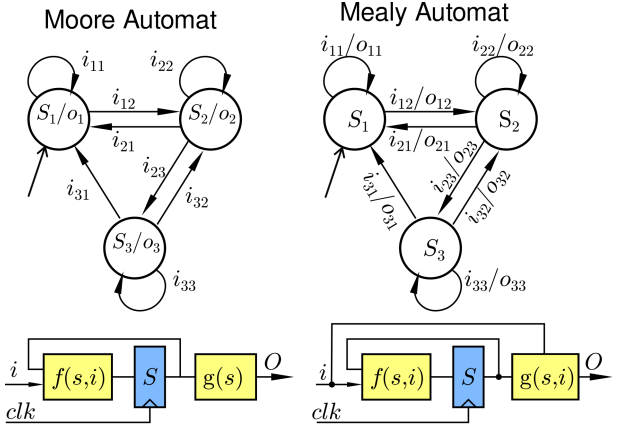 Moore Automat
i₁₁
i₂₂
S₁/o₁
i₁₂
S₂/o₂
i₂₁
i₂₃
i₃₁
i₃₂
S₃/o₃
i₃₃
i
f(s,i)
S
g(s)
O
clk
Mealy Automat
i₁₁/o₁₁
i₂₂/o₂₂
S₁
i₁₂/o₁₂
S₂
i₂₁/o₂₁
i₂₃/o₂₃
i₃₁/o₃₁
i₃₂/o₃₂
S₃
i₃₃/o₃₃
i
f(s,i)
S
g(s,i)
O
clk